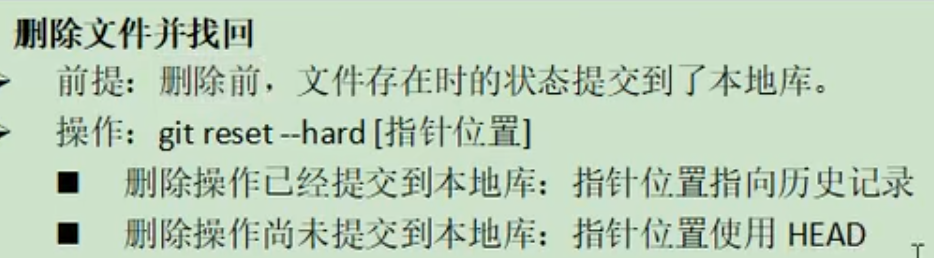 删除文件并找回
前提：删除前，文件存在时的状态提交到了本地库。
操作：git reset --hard [指针位置]
删除操作已经提交到本地库：指针位置指向历史记录
删除操作尚未提交到本地库：指针位置使用 HEAD